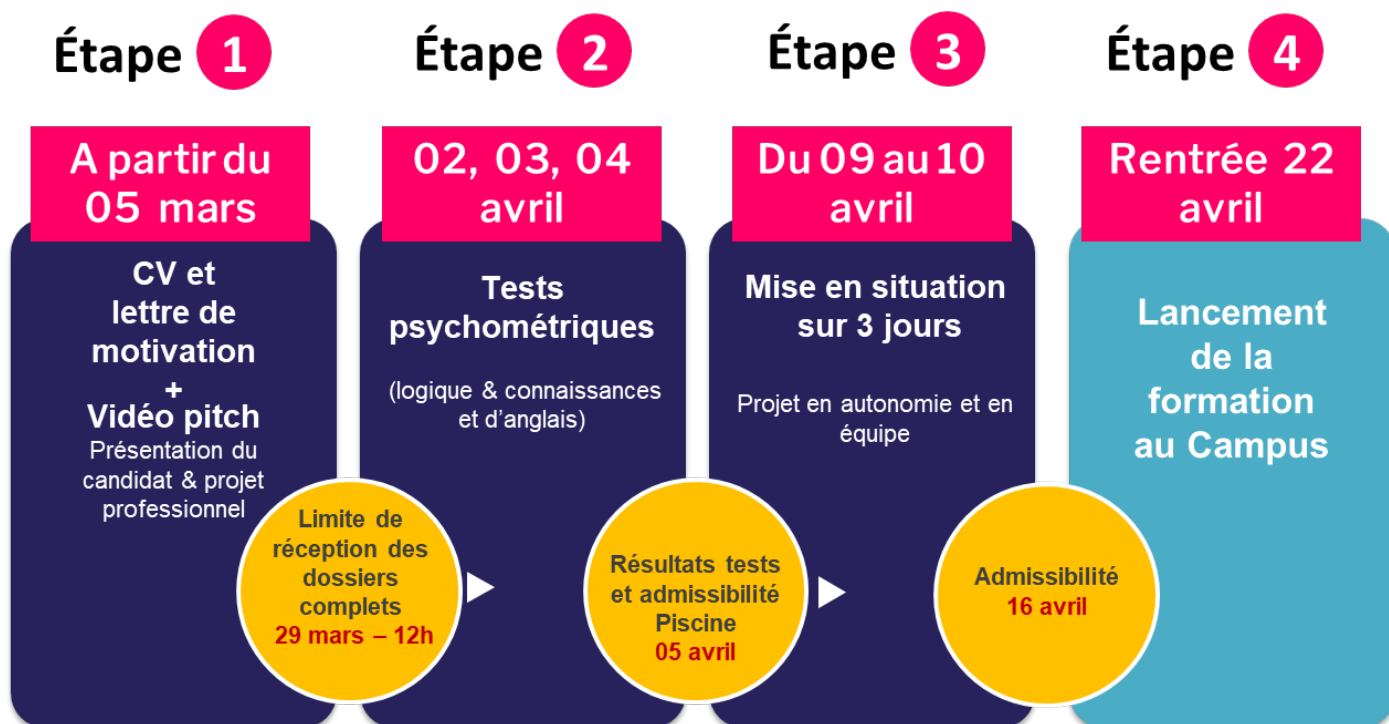 Étape 1
A partir du
05 mars
CV et
lettre de
motivation
+
Vidéo pitch
Présentation du
candidat & projet
professionnel
Limite de
réception des
dossiers
complets
29 mars – 12h
Étape 2
02, 03, 04
avril
Tests
psychométriques
(logique & connaissances
et d’anglais)
Résultats tests
et admissibilité
Piscine
05 avril
Étape 3
Du 09 au 10
avril
Mise en situation
sur 3 jours
Projet en autonomie et en
équipe
Admissibilité
16 avril
Étape 4
Rentrée 22
avril
Lancement
de la
formation
au Campus